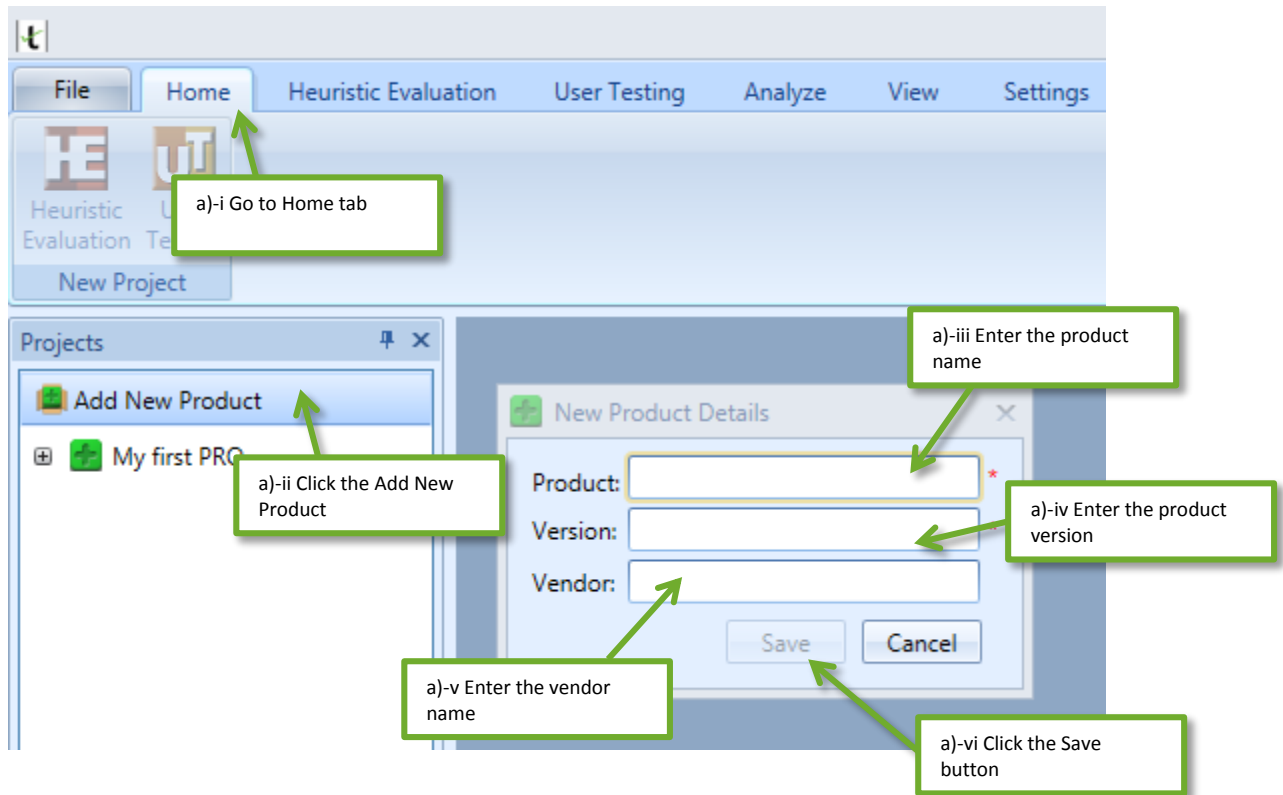 File Home Heuristic Evaluation User Testing Analyze View Settings
Heuristic
Evaluation
New Project
a)-i Go to Home tab
Projects
Add New Product
My first PRO
a)-ii Click the Add New
Product
New Product Details
Product: *
Version:
Vendor:
Save Cancel
a)-iii Enter the product
name
a)-iv Enter the product
version
a)-v Enter the vendor
name
a)-vi Click the Save
button